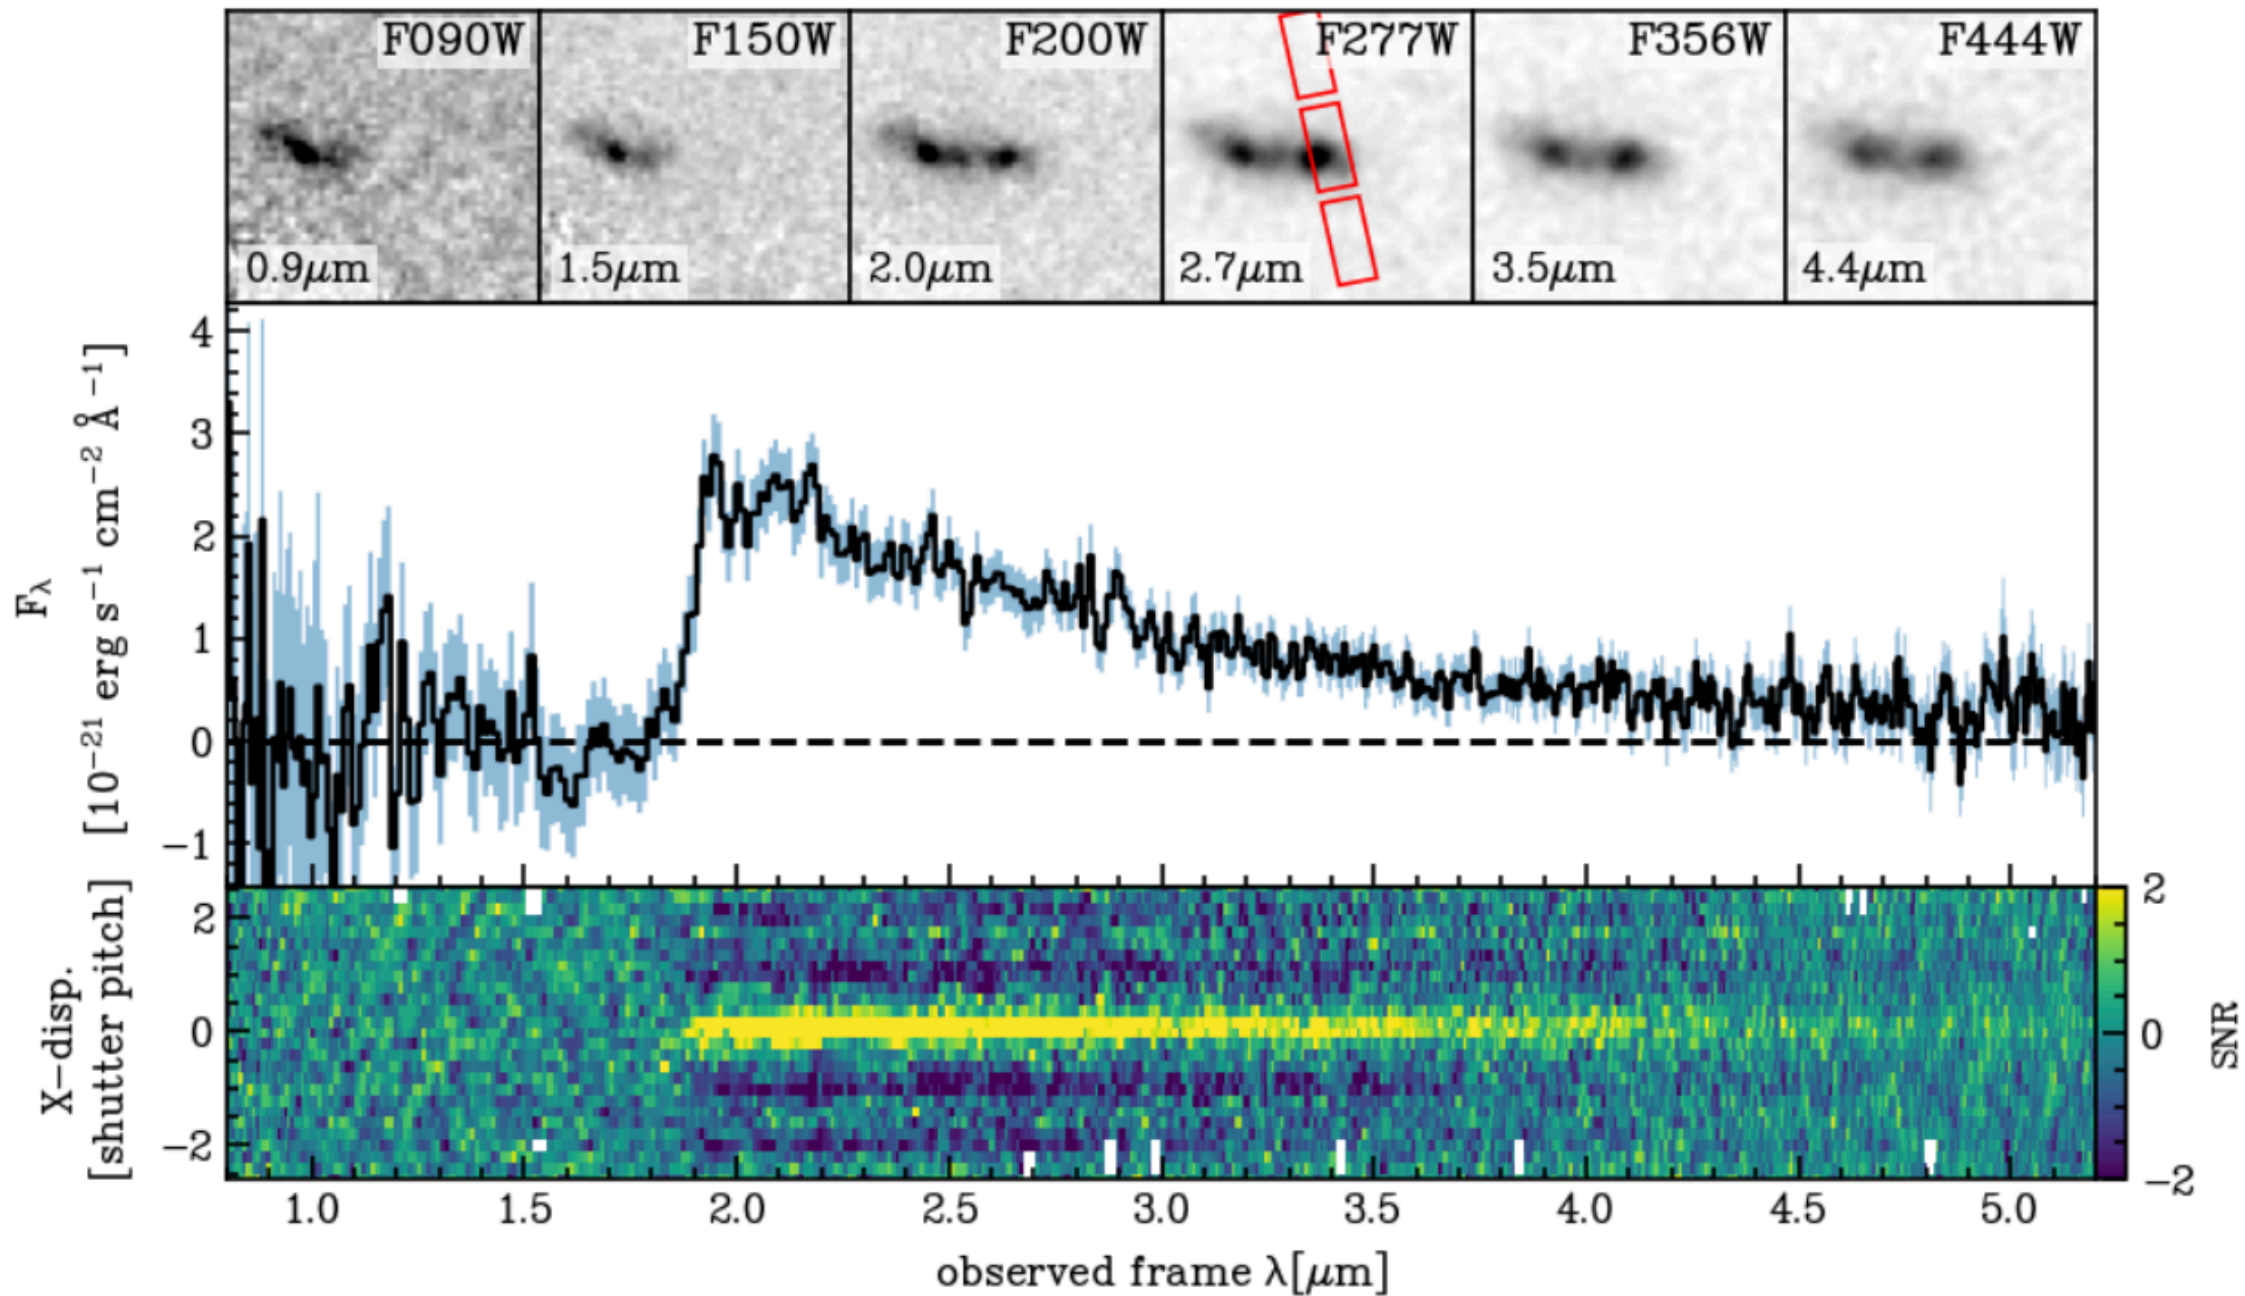 F090W
F150W
F200W
F277W
F356W
F444W
0.9μm
1.5μm
2.0μm
2.7μm
3.5μm
4.4μm
F_λ
[10⁻²¹ erg s⁻¹ cm⁻² Å⁻¹]
4
3
2
1
0
−1
X−disp.
[shutter pitch]
2
0
−2
2
0
−2
SNR
1.0 1.5 2.0 2.5 3.0 3.5 4.0 4.5 5.0
observed frame λ[μm]